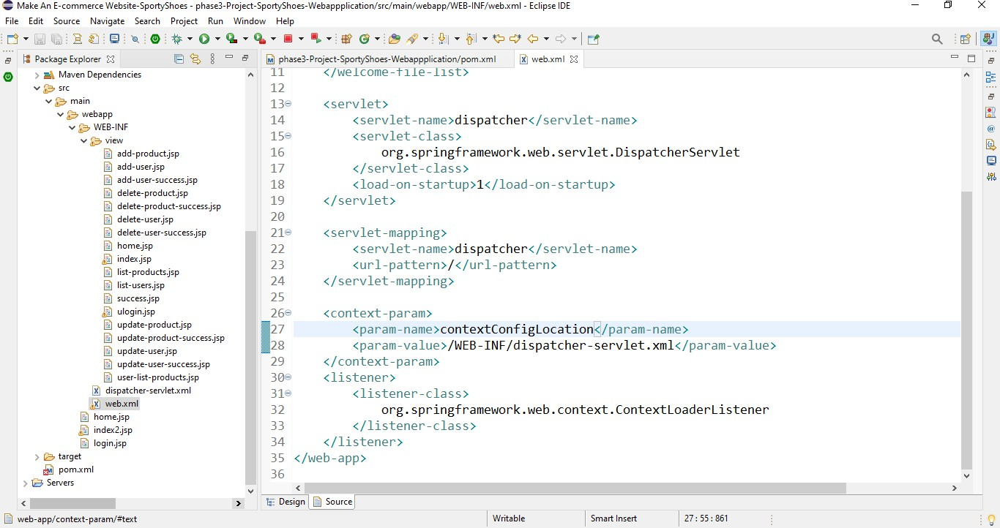 Make An E-commerce Website-SportyShoes - phase3-Project-SportyShoes-Webappplication/src/main/webapp/WEB-INF/web.xml - Eclipse IDE
File Edit Source Navigate Search Project Run Window Help
Package Explorer
Maven Dependencies
src
main
webapp
WEB-INF
view
add-product.jsp
add-user.jsp
add-user-success.jsp
delete-product.jsp
delete-product-success.jsp
delete-user.jsp
delete-user-success.jsp
home.jsp
index.jsp
list-products.jsp
list-users.jsp
success.jsp
ulogin.jsp
update-product.jsp
update-product-success.jsp
update-user.jsp
update-user-success.jsp
user-list-products.jsp
dispatcher-servlet.xml
web.xml
home.jsp
index2.jsp
login.jsp
target
pom.xml
Servers
phase3-Project-SportyShoes-Webappplication/pom.xml web.xml
11 </welcome-file-list>
12
13 <servlet>
14 <servlet-name>dispatcher</servlet-name>
15 <servlet-class>
16 org.springframework.web.servlet.DispatcherServlet
17 </servlet-class>
18 <load-on-startup>1</load-on-startup>
19 </servlet>
20
21 <servlet-mapping>
22 <servlet-name>dispatcher</servlet-name>
23 <url-pattern>/</url-pattern>
24 </servlet-mapping>
25
26 <context-param>
27 <param-name>contextConfigLocation</param-name>
28 <param-value>/WEB-INF/dispatcher-servlet.xml</param-value>
29 </context-param>
30 <listener>
31 <listener-class>
32 org.springframework.web.context.ContextLoaderListener
33 </listener-class>
34 </listener>
35 </web-app>
36
Design Source
web-app/context-param/#text Writable Smart Insert 27 : 55 : 861